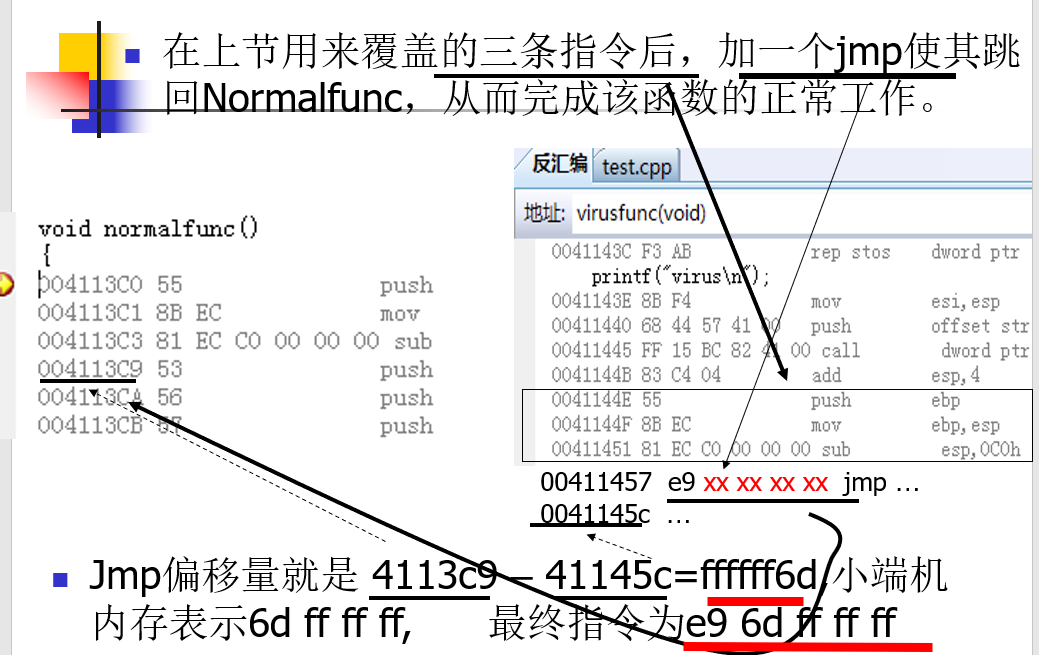 在上节用来覆盖的三条指令后，加一个jmp使其跳
回Normalfunc，从而完成该函数的正常工作。
void normalfunc()
{
004113C0 55 push
004113C1 8B EC mov
004113C3 81 EC C0 00 00 00 sub
004113C9 53 push
004113CA 56 push
004113CB 57 push
反汇编 test.cpp
地址: virusfunc(void)
0041143C F3 AB rep stos dword ptr
printf("virus\n");
0041143E 8B F4 mov esi,esp
00411440 68 44 57 41 00 push offset str
00411445 FF 15 BC 82 41 00 call dword ptr
0041144B 83 C4 04 add esp,4
0041144E 55 push ebp
0041144F 8B EC mov ebp,esp
00411451 81 EC C0 00 00 00 sub esp,0C0h
00411457 e9 xx xx xx xx jmp …
0041145c …
Jmp偏移量就是 4113c9 – 41145c=ffffff6d,小端机
内存表示6d ff ff ff, 最终指令为e9 6d ff ff ff